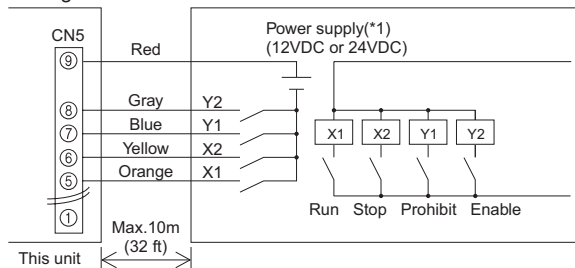 CN5
Power supply(*1)
(12VDC or 24VDC)
⑨ Red
⑧ Gray Y2
⑦ Blue Y1
⑥ Yellow X2
⑤ Orange X1
①
X1 X2 Y1 Y2
Run Stop Prohibit Enable
Max.10m
(32 ft)
This unit